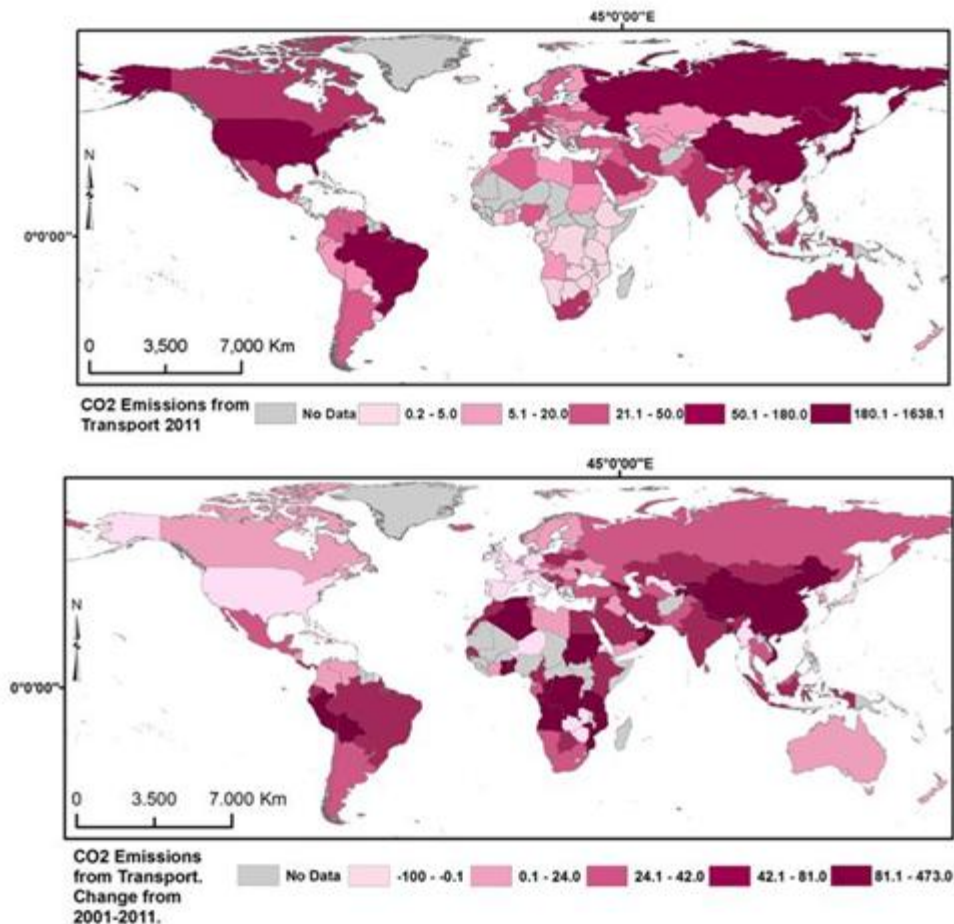 45°0'00"E
N
0°0'00"
0 3,500 7,000 Km
CO2 Emissions from
Transport 2011
No Data 0.2 - 5.0 5.1 - 20.0 21.1 - 50.0 50.1 - 180.0 180.1 - 1638.1
45°0'00"E
N
0°0'00"
0 3.500 7.000 Km
CO2 Emissions
from Transport.
Change from
2001-2011.
No Data -100 - -0.1 0.1 - 24.0 24.1 - 42.0 42.1 - 81.0 81.1 - 473.0